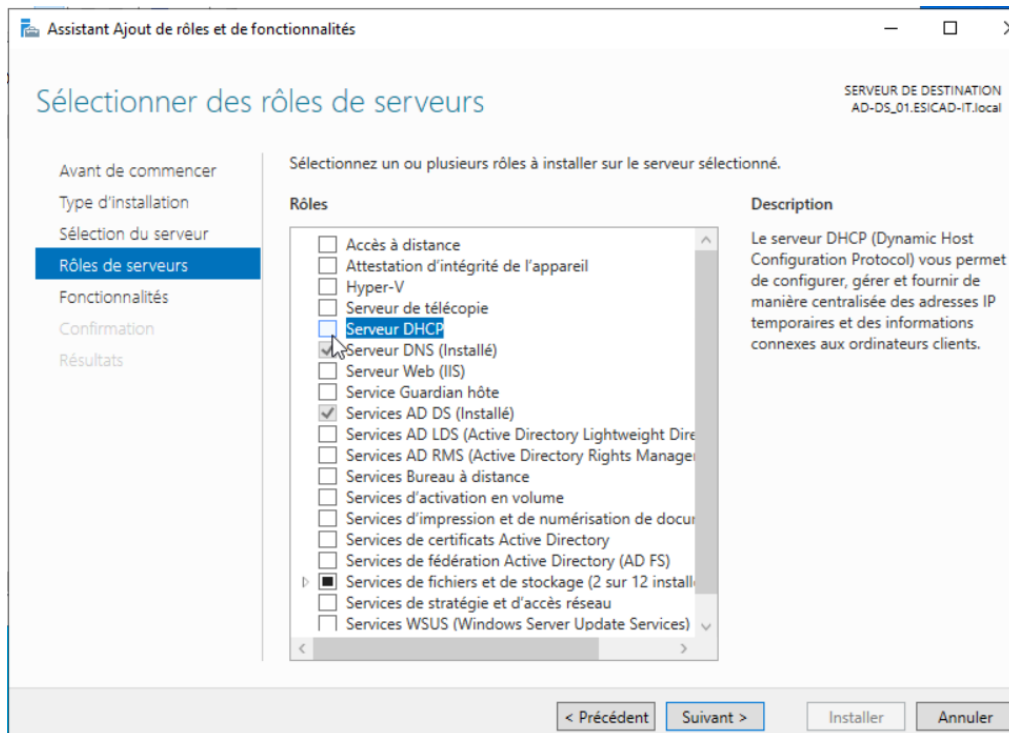 Assistant Ajout de rôles et de fonctionnalités
Sélectionner des rôles de serveurs
SERVEUR DE DESTINATION
AD-DS_01.ESICAD-IT.local
Avant de commencer
Type d'installation
Sélection du serveur
Rôles de serveurs
Fonctionnalités
Confirmation
Résultats
Sélectionnez un ou plusieurs rôles à installer sur le serveur sélectionné.
Rôles
Accès à distance
Attestation d'intégrité de l'appareil
Hyper-V
Serveur de télécopie
Serveur DHCP
Serveur DNS (Installé)
Serveur Web (IIS)
Service Guardian hôte
Services AD DS (Installé)
Services AD LDS (Active Directory Lightweight Dire
Services AD RMS (Active Directory Rights Manage
Services Bureau à distance
Services d'activation en volume
Services d'impression et de numérisation de docu
Services de certificats Active Directory
Services de fédération Active Directory (AD FS)
Services de fichiers et de stockage (2 sur 12 install
Services de stratégie et d'accès réseau
Services WSUS (Windows Server Update Services)
Description
Le serveur DHCP (Dynamic Host
Configuration Protocol) vous permet
de configurer, gérer et fournir de
manière centralisée des adresses IP
temporaires et des informations
connexes aux ordinateurs clients.
< Précédent
Suivant >
Installer
Annuler